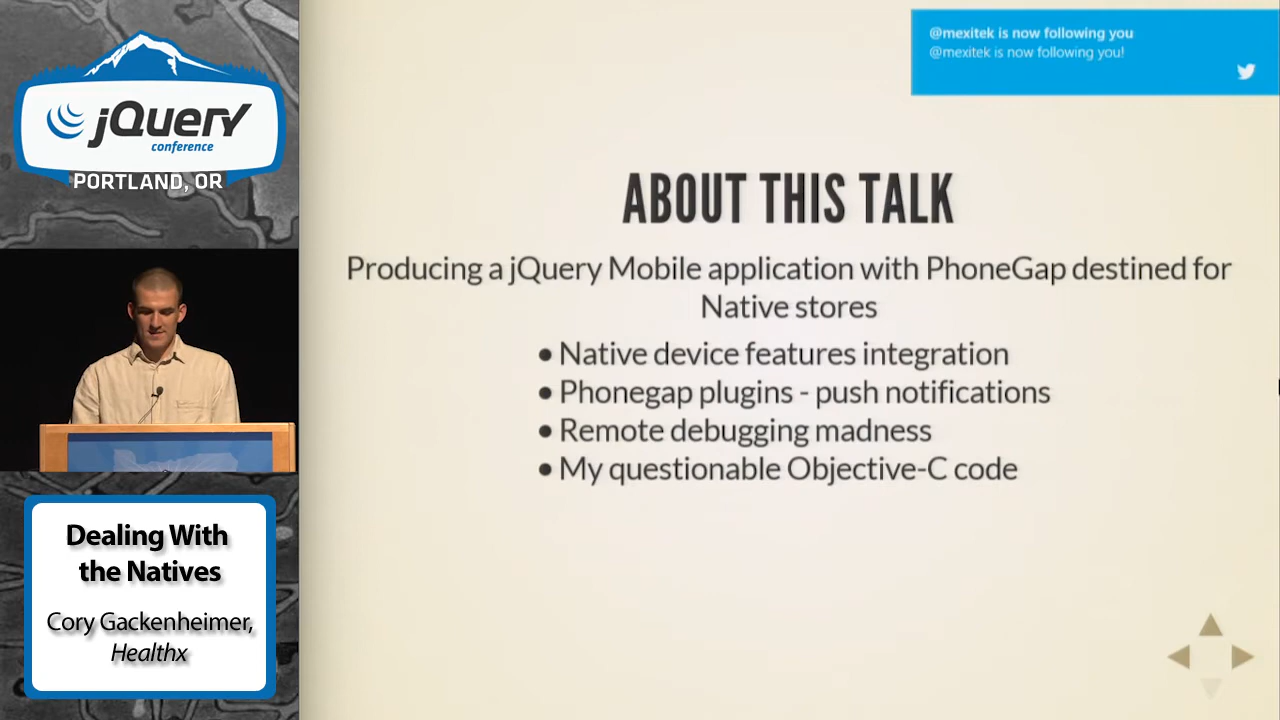 jQuery
conference
PORTLAND, OR
Dealing With
the Natives
Cory Gackenheimer,
Healthx
@mexitek is now following you
@mexitek is now following you!
ABOUT THIS TALK
Producing a jQuery Mobile application with PhoneGap destined for
Native stores
• Native device features integration
• Phonegap plugins - push notifications
• Remote debugging madness
• My questionable Objective-C code